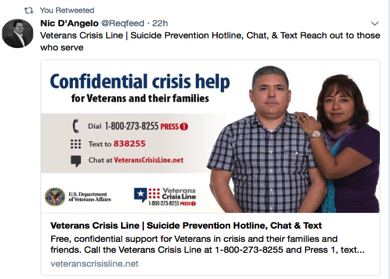 You Retweeted
Nic D'Angelo @Reqfeed · 22h
Veterans Crisis Line | Suicide Prevention Hotline, Chat, & Text Reach out to those
who serve
Confidential crisis help
for Veterans and their families
Dial 1-800-273-8255 PRESS 1
Text to 838255
Chat at VeteransCrisisLine.net
U.S. Department
of Veterans Affairs
Veterans
Crisis Line
1-800-273-8255 PRESS 1
Veterans Crisis Line | Suicide Prevention Hotline, Chat & Text
Free, confidential support for Veterans in crisis and their families and
friends. Call the Veterans Crisis Line at 1-800-273-8255 and Press 1, text...
veteranscrisisline.net